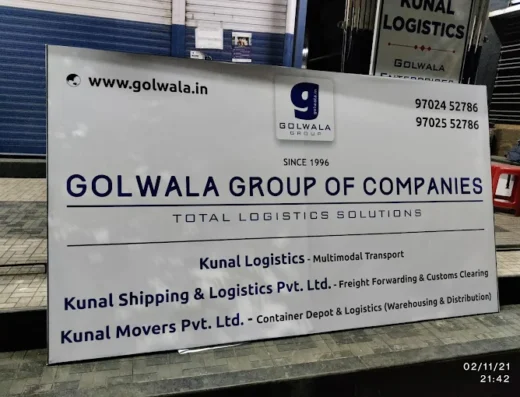 KUNAL
LOGISTICS
GOLWALA
ENTERPRISES
www.golwala.in
g
GOLWALA
GROUP
97024 52786
97025 52786
SINCE 1996
GOLWALA GROUP OF COMPANIES
TOTAL LOGISTICS SOLUTIONS
Kunal Logistics - Multimodal Transport
Kunal Shipping & Logistics Pvt. Ltd. - Freight Forwarding & Customs Clearing
Kunal Movers Pvt. Ltd. - Container Depot & Logistics (Warehousing & Distribution)
02/11/21
21:42